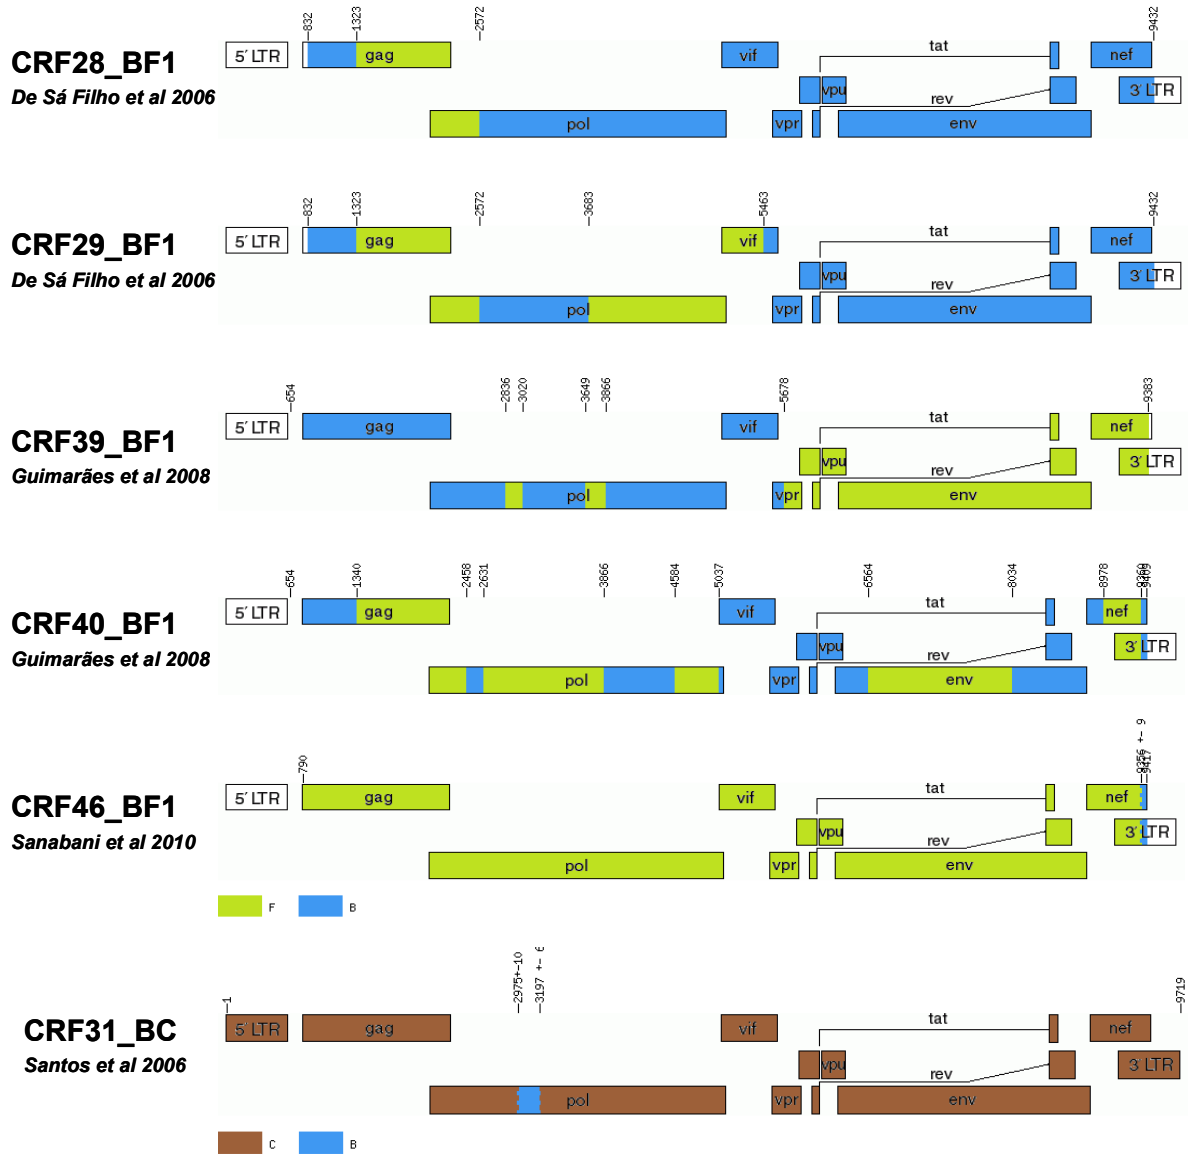 832 1323 2572 9432
CRF28_BF1
De Sá Filho et al 2006
5′ LTR gag vif tat nef
vpu rev 3′ LTR
pol vpr env
832 1323 2572 3683 5463 9432
CRF29_BF1
De Sá Filho et al 2006
5′ LTR gag vif tat nef
vpu rev 3′ LTR
pol vpr env
654 2836 3020 3649 3866 5678 9383
CRF39_BF1
Guimarães et al 2008
5′ LTR gag vif tat nef
vpu rev 3′ LTR
pol vpr env
654 1340 2458 2631 3866 4584 5037 6564 8034 8978 9360 9409
CRF40_BF1
Guimarães et al 2008
5′ LTR gag vif tat nef
vpu rev 3′ LTR
pol vpr env
790 9356 +- 9 9417
CRF46_BF1
Sanabani et al 2010
5′ LTR gag vif tat nef
vpu rev 3′ LTR
pol vpr env
F B
1 2975+-10 3197 +- 6 9719
CRF31_BC
Santos et al 2006
5′ LTR gag vif tat nef
vpu rev 3′ LTR
pol vpr env
C B